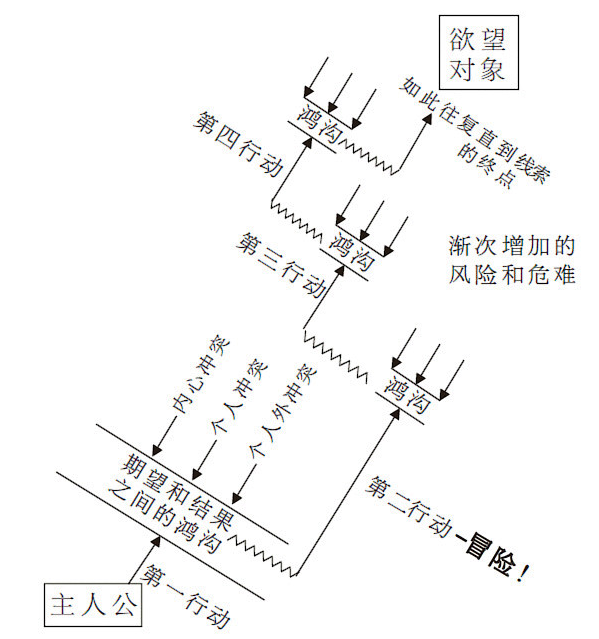 欲望
对象
如此往复直到线索
的终点
鸿沟
第四行动
鸿沟
第三行动
渐次增加的
风险和危难
内心冲突
个人冲突
个人外冲突
鸿沟
期望和结果
之间的鸿沟
第二行动-冒险！
第一行动
主人公